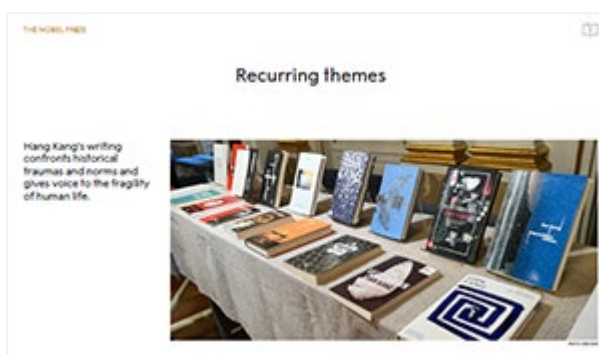 THE NOBEL PRIZE
Recurring themes
Hang Kang's writing
confronts historical
traumas and norms and
gives voice to the fragility
of human life.